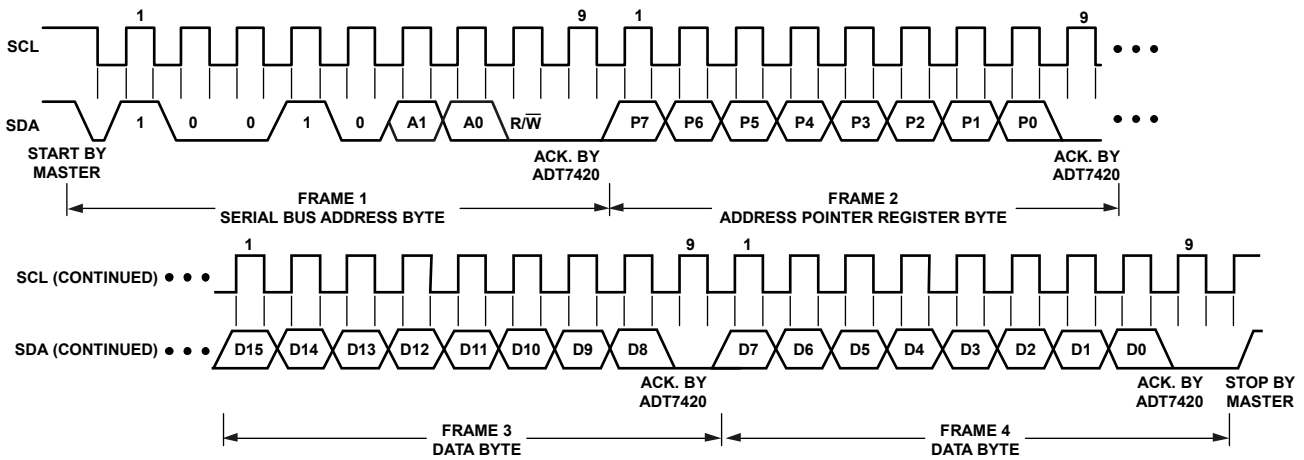 1 9 1 9
SCL
SDA 1 0 0 1 0 A1 A0 R/W̅ P7 P6 P5 P4 P3 P2 P1 P0
START BY
MASTER
ACK. BY
ADT7420
ACK. BY
ADT7420
FRAME 1
SERIAL BUS ADDRESS BYTE
FRAME 2
ADDRESS POINTER REGISTER BYTE
1 9 1 9
SCL (CONTINUED)
SDA (CONTINUED) D15 D14 D13 D12 D11 D10 D9 D8 D7 D6 D5 D4 D3 D2 D1 D0
ACK. BY
ADT7420
ACK. BY
ADT7420
STOP BY
MASTER
FRAME 3
DATA BYTE
FRAME 4
DATA BYTE